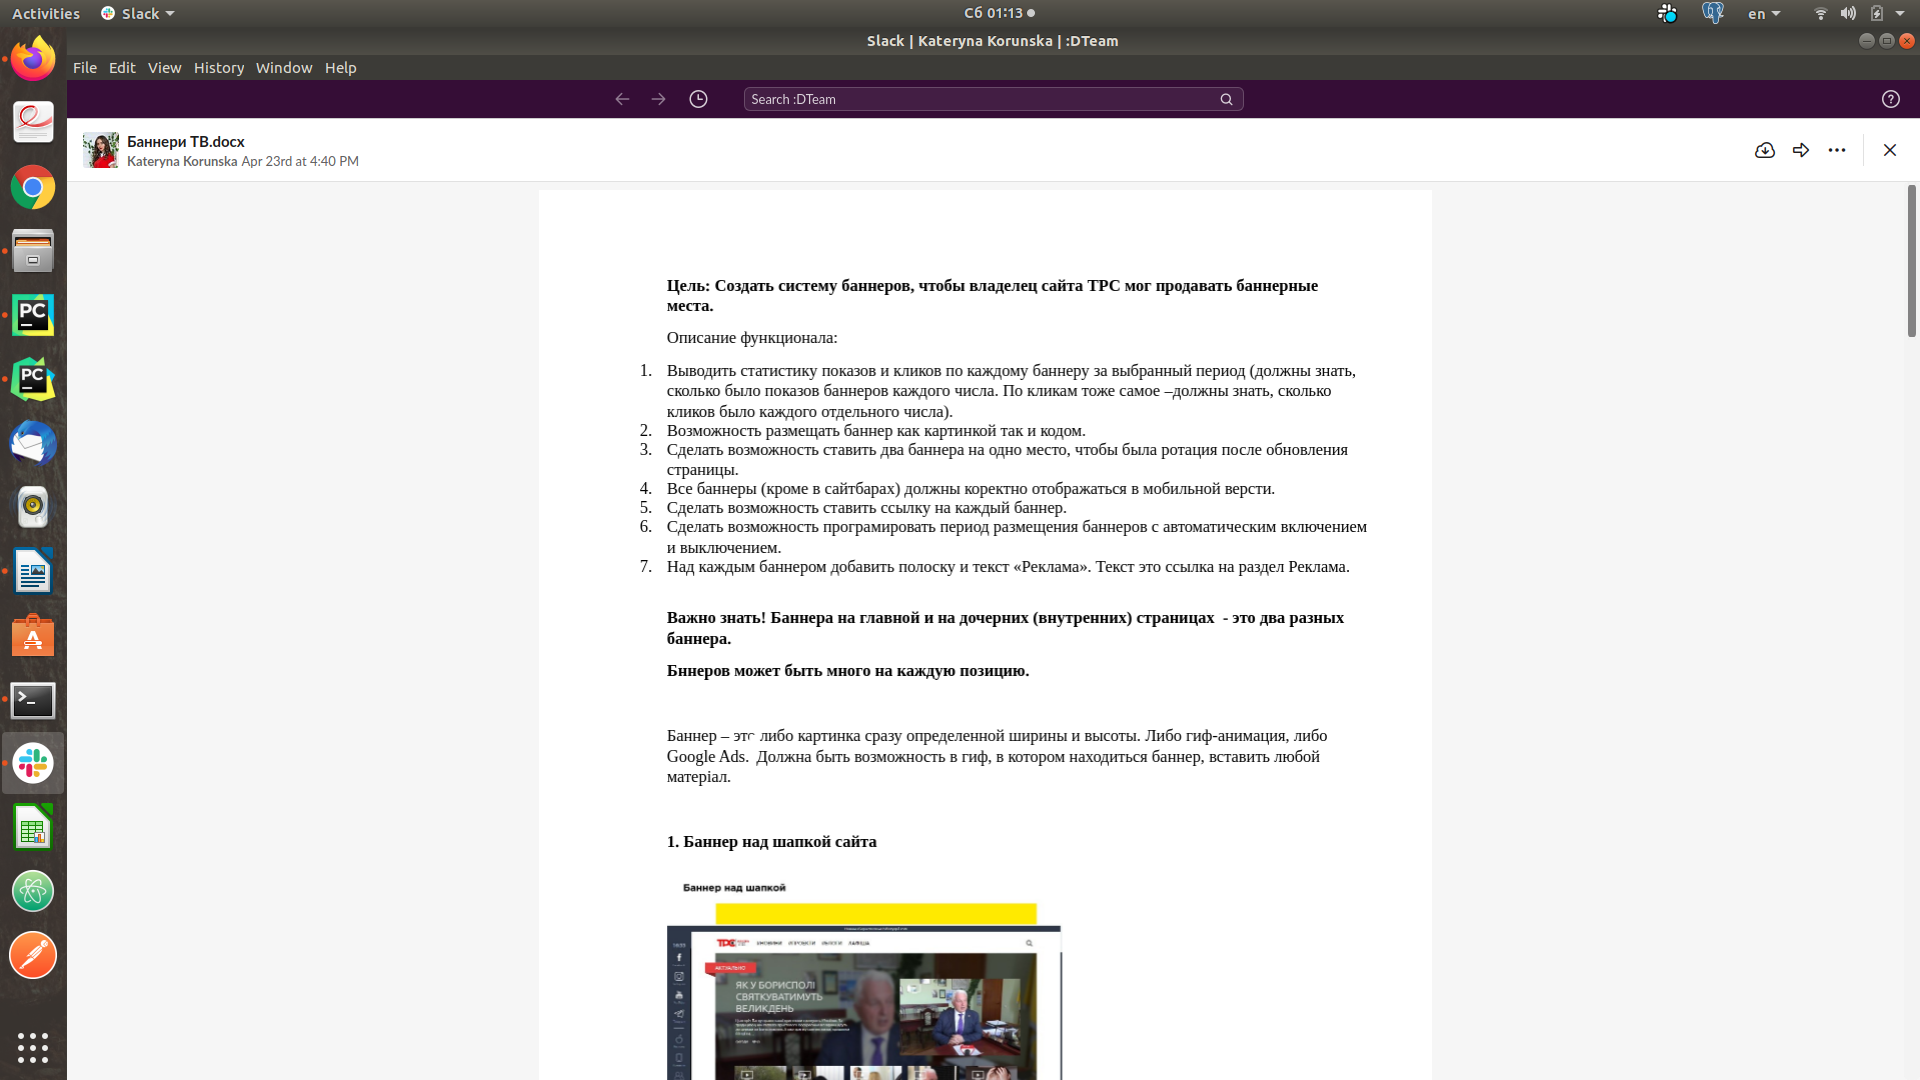 Activities
Slack
Сб 01:13
en
Slack | Kateryna Korunska | :DTeam
File Edit View History Window Help
Search :DTeam
Баннери ТВ.docx
Kateryna Korunska Apr 23rd at 4:40 PM
Цель: Создать систему баннеров, чтобы владелец сайта ТРС мог продавать баннерные
места.
Описание функционала:
1. Выводить статистику показов и кликов по каждому баннеру за выбранный период (должны знать,
сколько было показов баннеров каждого числа. По кликам тоже самое –должны знать, сколько
кликов было каждого отдельного числа).
2. Возможность размещать баннер как картинкой так и кодом.
3. Сделать возможность ставить два баннера на одно место, чтобы была ротация после обновления
страницы.
4. Все баннеры (кроме в сайтбарах) должны коректно отображаться в мобильной версти.
5. Сделать возможность ставить ссылку на каждый баннер.
6. Сделать возможность програмировать период размещения баннеров с автоматическим включением
и выключением.
7. Над каждым баннером добавить полоску и текст «Реклама». Текст это ссылка на раздел Реклама.
Важно знать! Баннера на главной и на дочерних (внутренних) страницах - это два разных
баннера.
Бннеров может быть много на каждую позицию.
Баннер – это либо картинка сразу определенной ширины и высоты. Либо гиф-анимация, либо
Google Ads. Должна быть возможность в гиф, в котором находиться баннер, вставить любой
матеріал.
1. Баннер над шапкой сайта
Баннер над шапкой
ТРС
АКТУАЛЬНО
ЯК У БОРИСПОЛІ
СВЯТКУВАТИМУТЬ
ВЕЛИКДЕНЬ